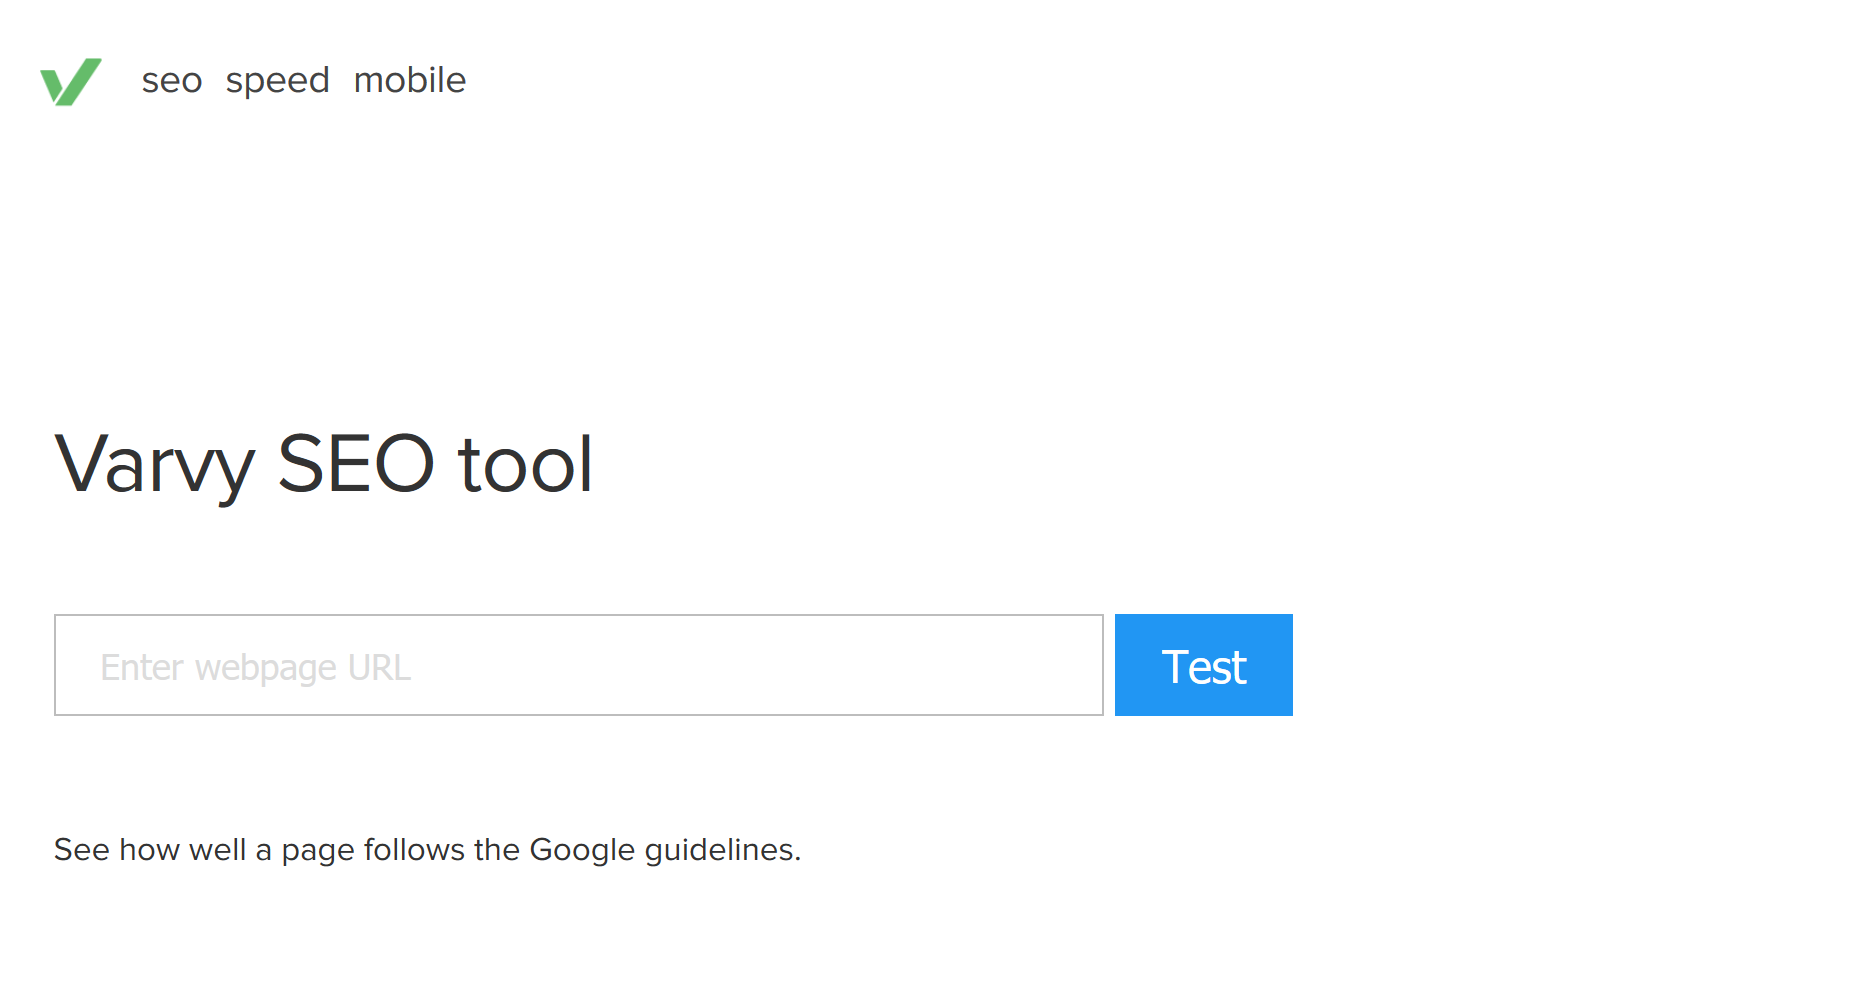 seo speed mobile
Varvy SEO tool
Enter webpage URL
Test
See how well a page follows the Google guidelines.